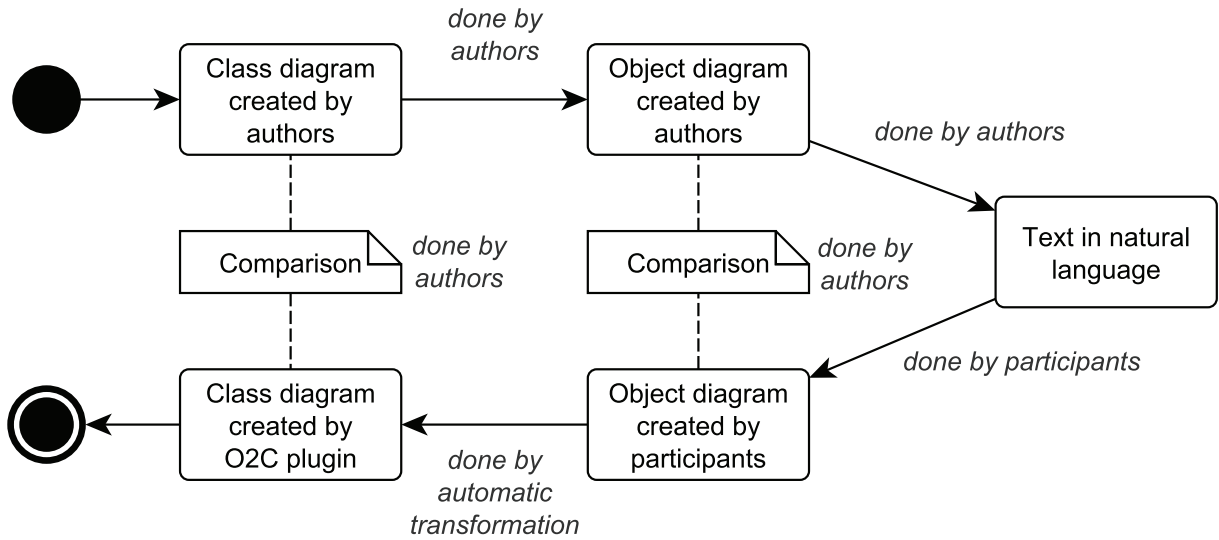 done by
authors
Class diagram
created by
authors
Object diagram
created by
authors
done by authors
Text in natural
language
Comparison
done by
authors
Comparison
done by
authors
done by participants
Class diagram
created by
O2C plugin
Object diagram
created by
participants
done by
automatic
transformation